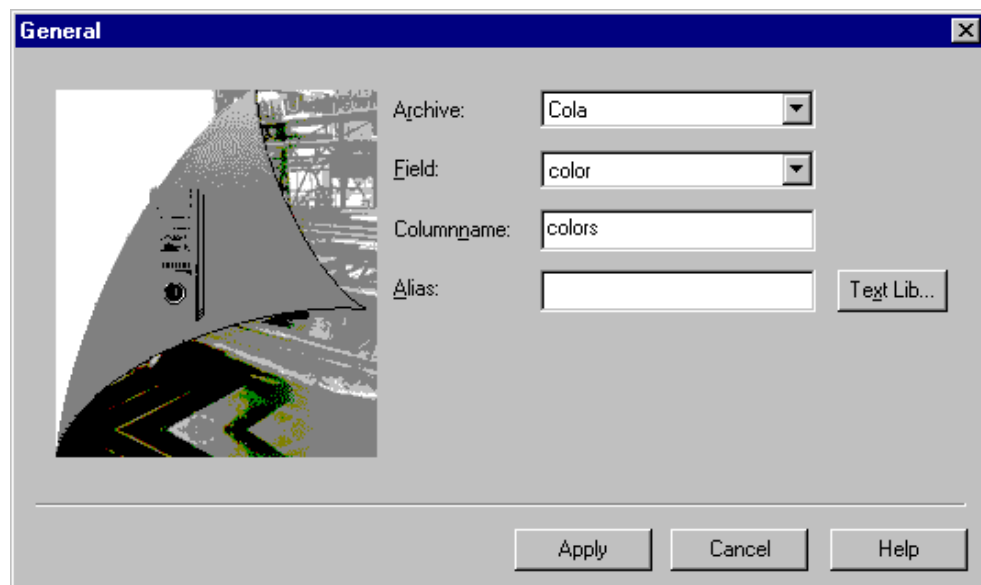 General
Archive: Cola
Field: color
Columnname: colors
Alias:
Text Lib...
Apply Cancel Help